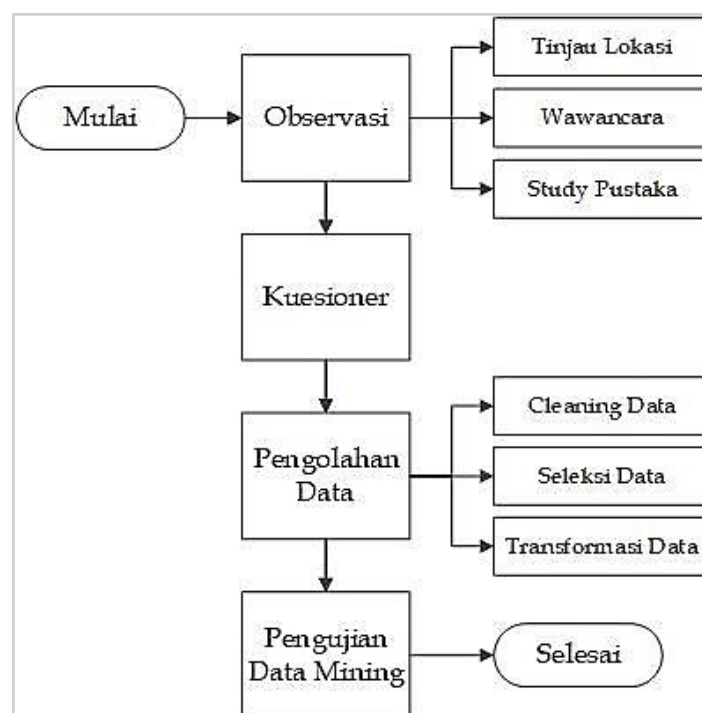 Mulai
Observasi
Tinjau Lokasi
Wawancara
Study Pustaka
Kuesioner
Pengolahan
Data
Cleaning Data
Seleksi Data
Transformasi Data
Pengujian
Data Mining
Selesai